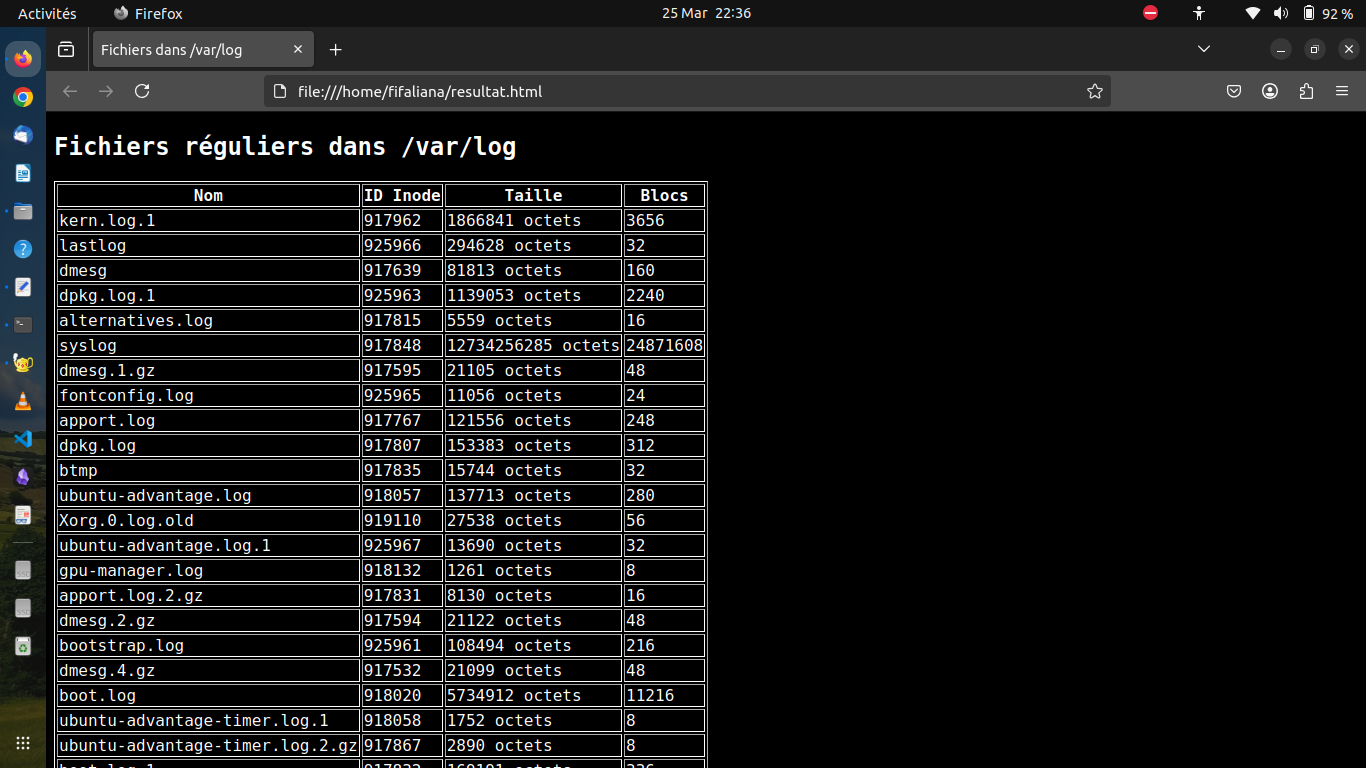 Activités Firefox 25 Mar 22:36 92 %
Fichiers dans /var/log
file:///home/fifaliana/resultat.html
Fichiers réguliers dans /var/log
Nom ID Inode Taille Blocs
kern.log.1 917962 1866841 octets 3656
lastlog 925966 294628 octets 32
dmesg 917639 81813 octets 160
dpkg.log.1 925963 1139053 octets 2240
alternatives.log 917815 5559 octets 16
syslog 917848 12734256285 octets 24871608
dmesg.1.gz 917595 21105 octets 48
fontconfig.log 925965 11056 octets 24
apport.log 917767 121556 octets 248
dpkg.log 917807 153383 octets 312
btmp 917835 15744 octets 32
ubuntu-advantage.log 918057 137713 octets 280
Xorg.0.log.old 919110 27538 octets 56
ubuntu-advantage.log.1 925967 13690 octets 32
gpu-manager.log 918132 1261 octets 8
apport.log.2.gz 917831 8130 octets 16
dmesg.2.gz 917594 21122 octets 48
bootstrap.log 925961 108494 octets 216
dmesg.4.gz 917532 21099 octets 48
boot.log 918020 5734912 octets 11216
ubuntu-advantage-timer.log.1 918058 1752 octets 8
ubuntu-advantage-timer.log.2.gz 917867 2890 octets 8